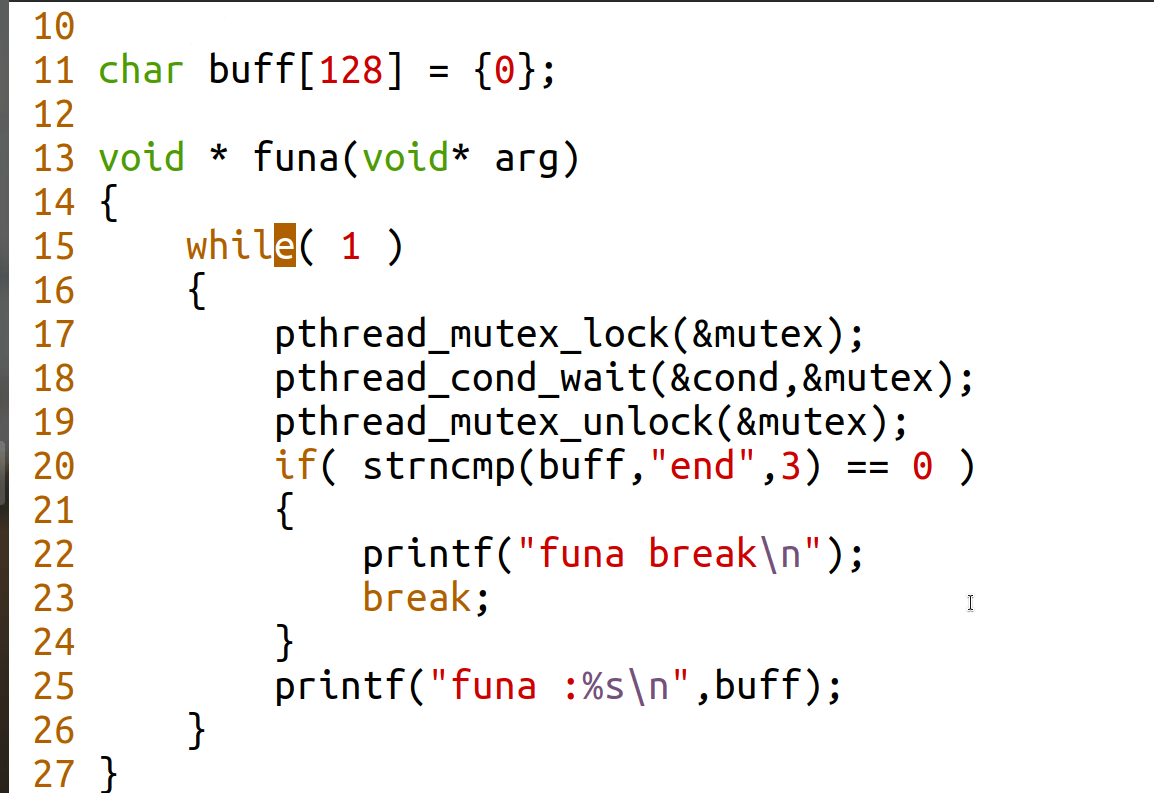 10
11 char buff[128] = {0};
12
13 void * funa(void* arg)
14 {
15     while( 1 )
16     {
17         pthread_mutex_lock(&mutex);
18         pthread_cond_wait(&cond,&mutex);
19         pthread_mutex_unlock(&mutex);
20         if( strncmp(buff,"end",3) == 0 )
21         {
22             printf("funa break\n");
23             break;
24         }
25         printf("funa :%s\n",buff);
26     }
27 }